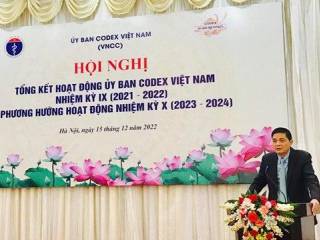 ỦY BAN CODEX VIỆT NAM
(VNCC)
HỘI NGHỊ
TỔNG KẾT HOẠT ĐỘNG ỦY BAN CODEX VIỆT NAM
NHIỆM KỲ IX (2021 - 2022)
PHƯƠNG HƯỚNG HOẠT ĐỘNG NHIỆM KỲ X (2023 - 2024)
Hà Nội, ngày 15 tháng 12 năm 2022